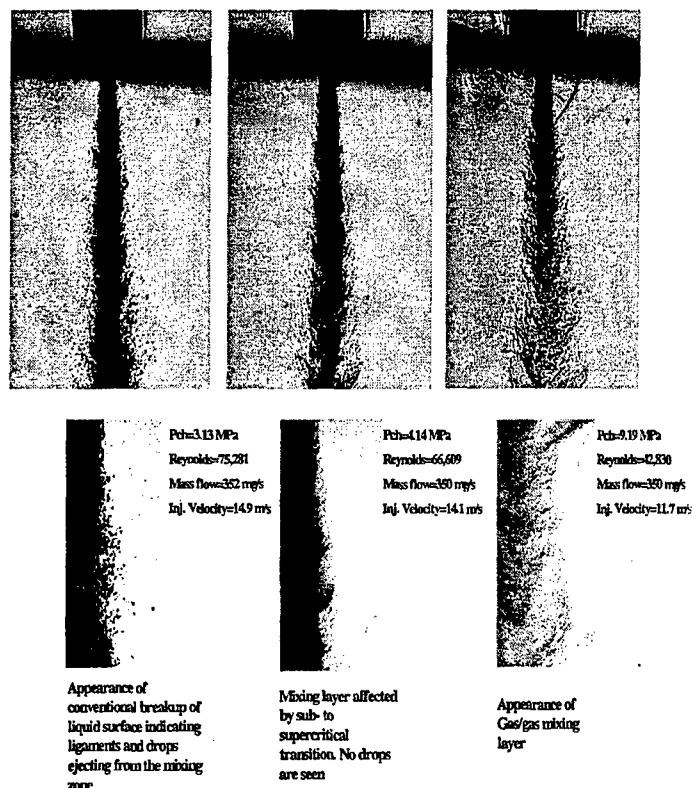 Pch=3.13 MPa
Reynolds=75,281
Mass flow=352 mg/s
Inj. Velocity=14.9 m/s
Pch=4.14 MPa
Reynolds=66,609
Mass flow=350 mg/s
Inj. Velocity=14.1 m/s
Pch=9.19 MPa
Reynolds=42,830
Mass flow=350 mg/s
Inj. Velocity=11.7 m/s
Appearance of
conventional breakup of
liquid surface indicating
ligaments and drops
ejecting from the mixing
zone
Mixing layer affected
by sub- to
supercritical
transition. No drops
are seen
Appearance of
Gas/gas mixing
layer